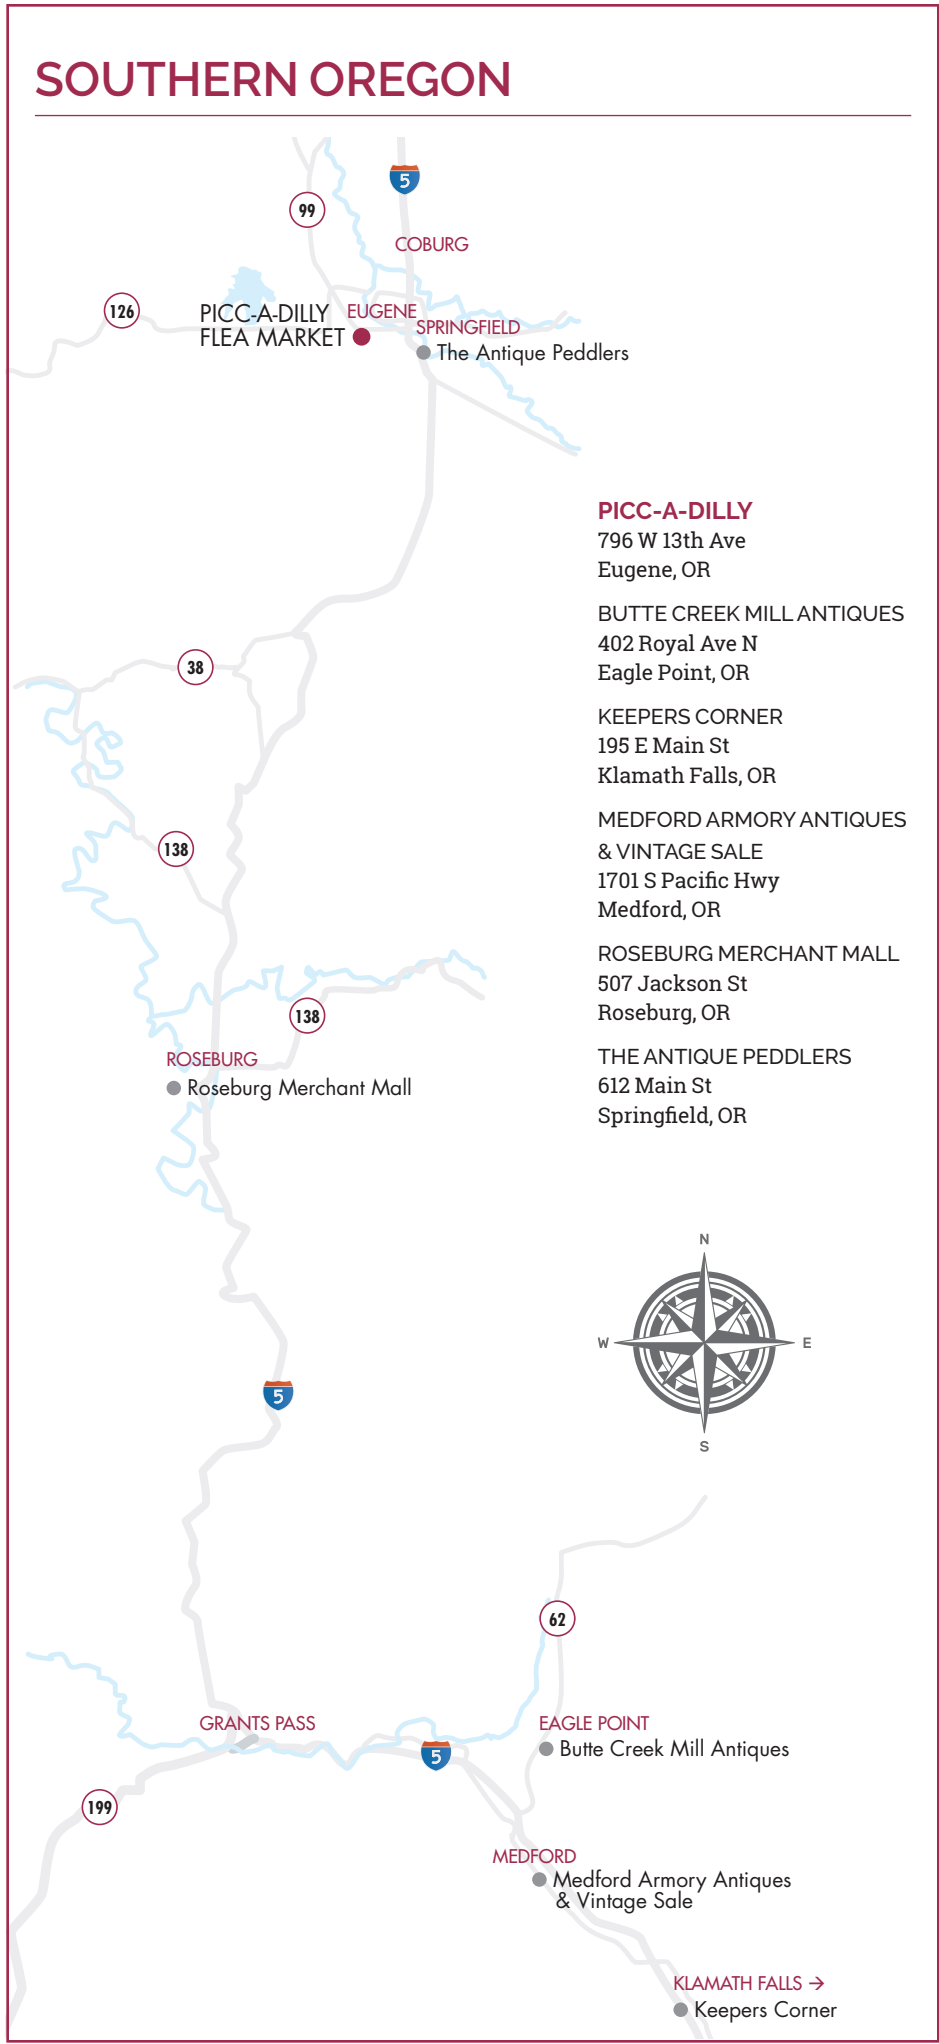 SOUTHERN OREGON
5
99
COBURG
126
PICC-A-DILLY
FLEA MARKET
EUGENE
SPRINGFIELD
The Antique Peddlers
PICC-A-DILLY
796 W 13th Ave
Eugene, OR
BUTTE CREEK MILL ANTIQUES
402 Royal Ave N
Eagle Point, OR
KEEPERS CORNER
195 E Main St
Klamath Falls, OR
MEDFORD ARMORY ANTIQUES
& VINTAGE SALE
1701 S Pacific Hwy
Medford, OR
ROSEBURG MERCHANT MALL
507 Jackson St
Roseburg, OR
THE ANTIQUE PEDDLERS
612 Main St
Springfield, OR
38
138
138
ROSEBURG
Roseburg Merchant Mall
N
W
E
S
5
62
GRANTS PASS
5
EAGLE POINT
Butte Creek Mill Antiques
199
MEDFORD
Medford Armory Antiques
& Vintage Sale
KLAMATH FALLS →
Keepers Corner